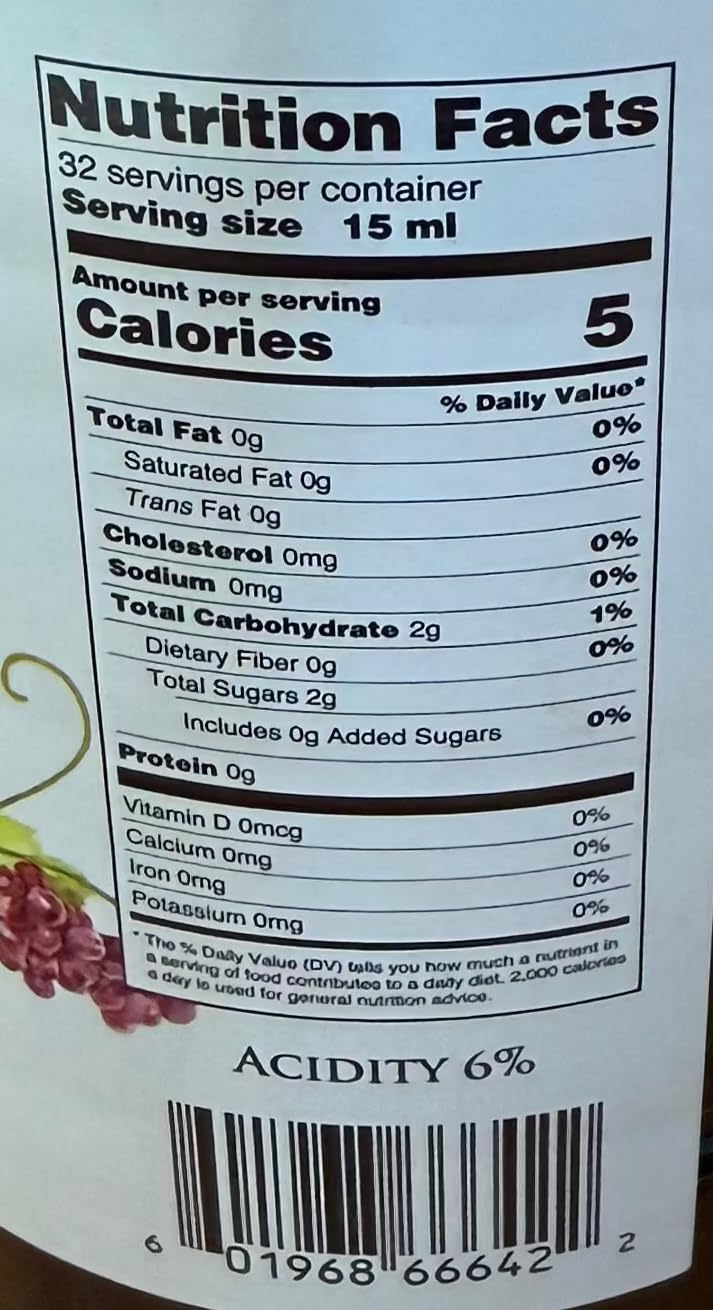 Nutrition Facts
32 servings per container
Serving size 15 ml
Amount per serving
Calories 5
% Daily Value*
Total Fat 0g 0%
Saturated Fat 0g 0%
Trans Fat 0g
Cholesterol 0mg 0%
Sodium 0mg 0%
Total Carbohydrate 2g 1%
Dietary Fiber 0g 0%
Total Sugars 2g
Includes 0g Added Sugars 0%
Protein 0g
Vitamin D 0mcg 0%
Calcium 0mg 0%
Iron 0mg 0%
Potassium 0mg 0%
* The % Daily Value (DV) tells you how much a nutrient in
a serving of food contributes to a daily diet. 2,000 calories
a day is used for general nutrition advice.
ACIDITY 6%
6 01968 66642 2